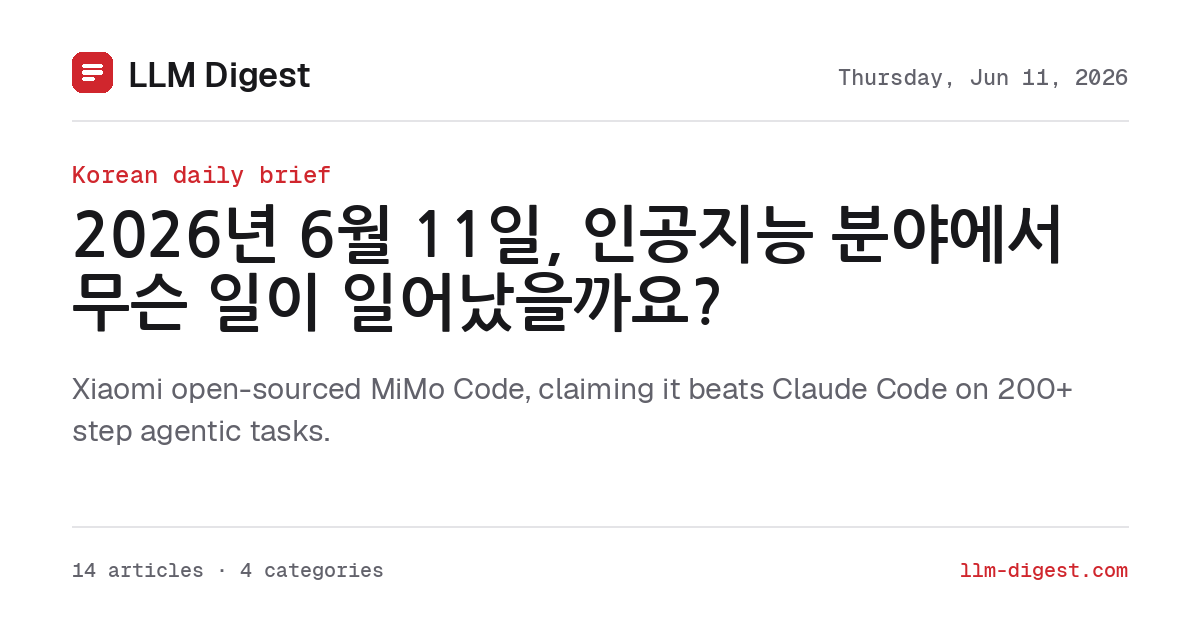 LLM Digest
Thursday, Jun 11, 2026
Korean daily brief
2026년 6월 11일, 인공지능 분야에서
무슨 일이 일어났을까요?
Xiaomi open-sourced MiMo Code, claiming it beats Claude Code on 200+
step agentic tasks.
14 articles · 4 categories
llm-digest.com